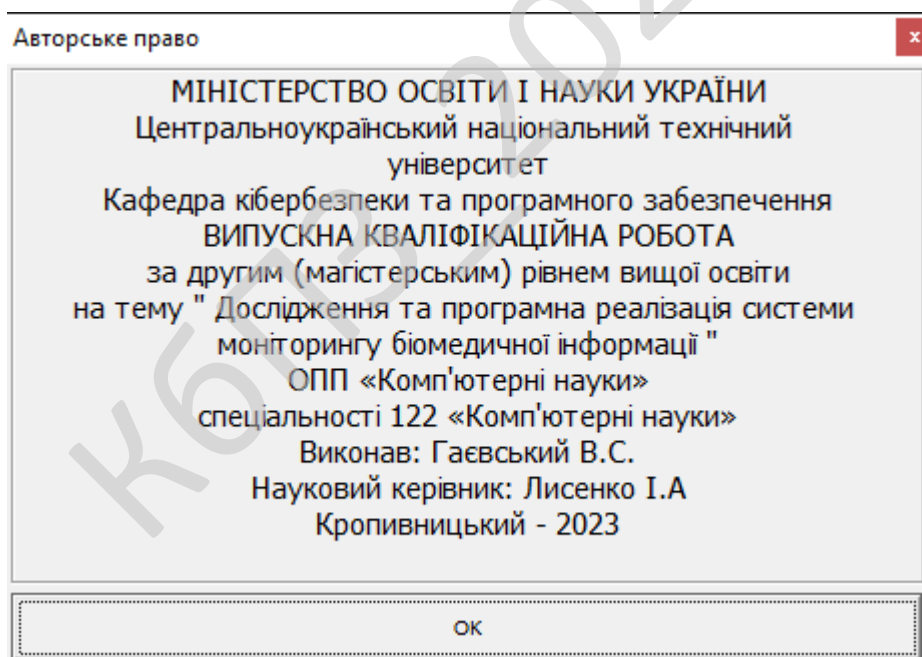 Авторське право
x
МІНІСТЕРСТВО ОСВІТИ І НАУКИ УКРАЇНИ
Центральноукраїнський національний технічний
університет
Кафедра кібербезпеки та програмного забезпечення
ВИПУСКНА КВАЛІФІКАЦІЙНА РОБОТА
за другим (магістерським) рівнем вищої освіти
на тему " Дослідження та програмна реалізація системи
моніторингу біомедичної інформації "
ОПП «Комп'ютерні науки»
спеціальності 122 «Комп'ютерні науки»
Виконав: Гаєвський В.С.
Науковий керівник: Лисенко І.А
Кропивницький - 2023
OK